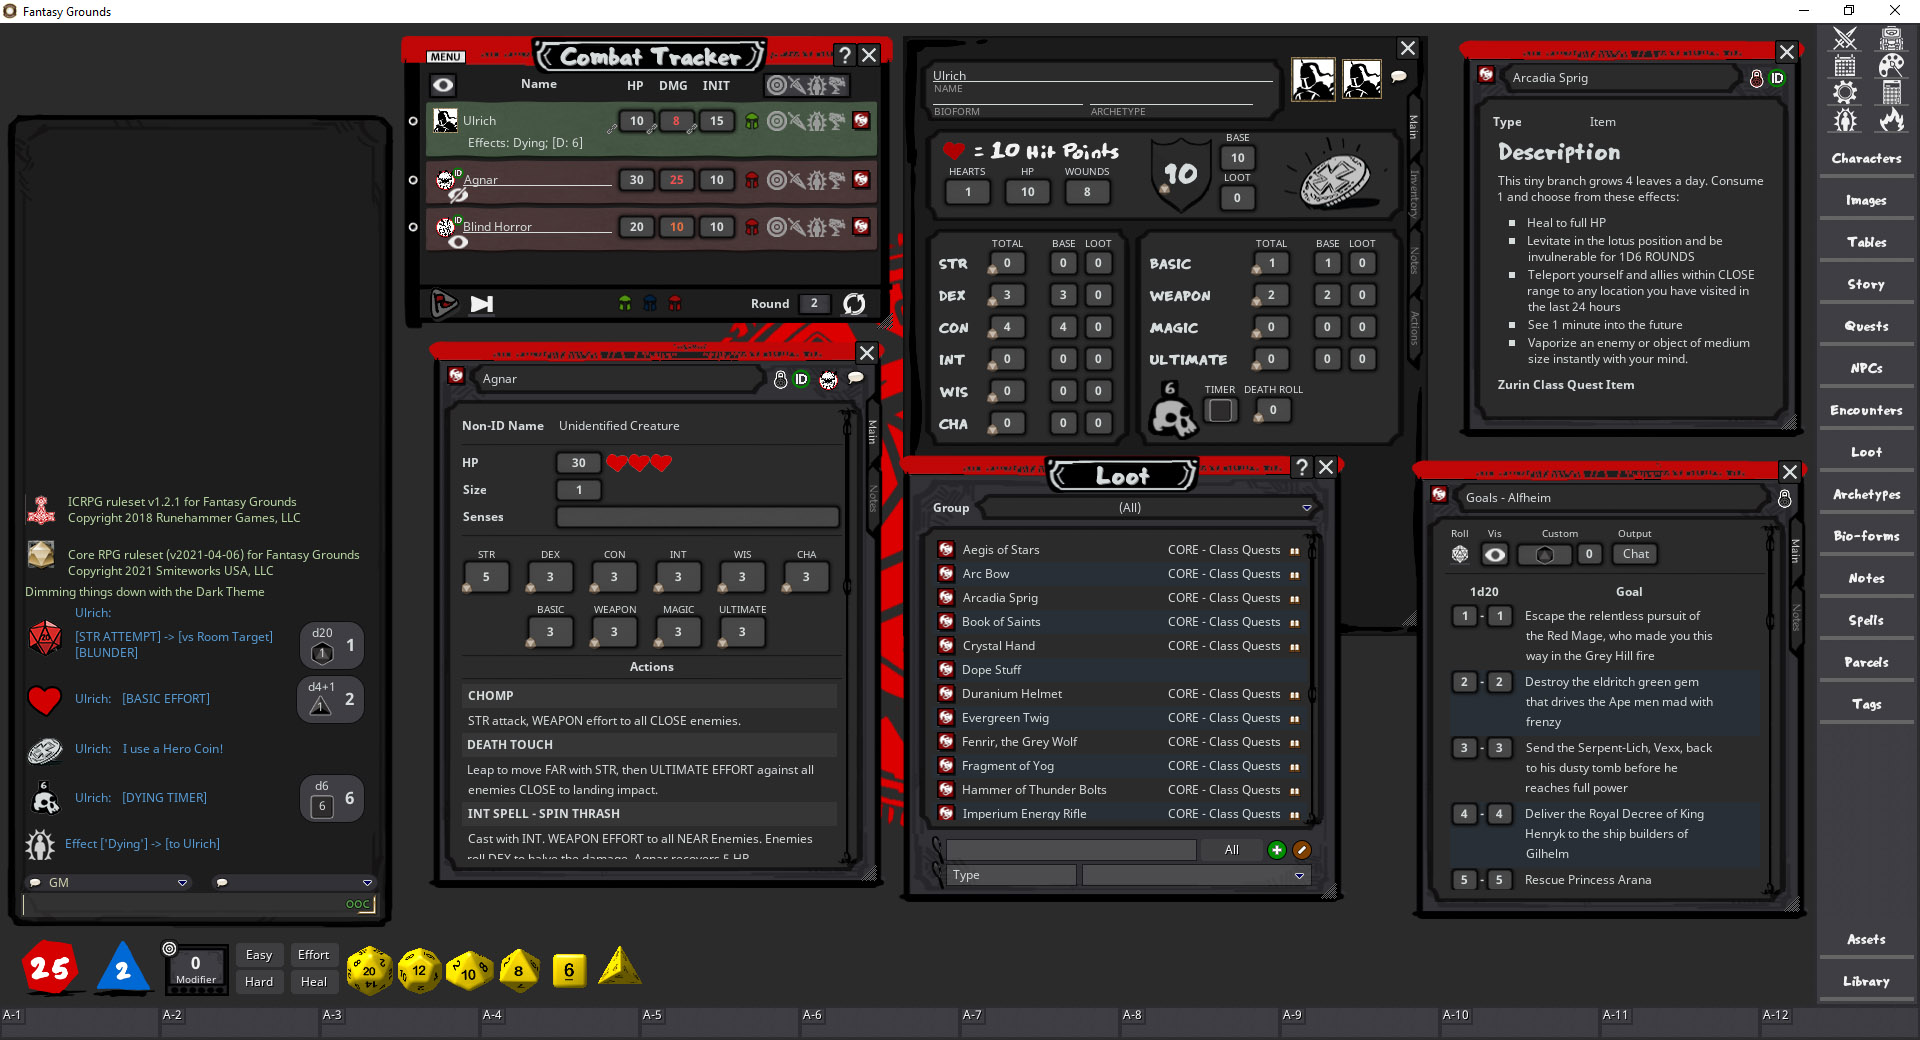 Fantasy Grounds
MENU
Combat Tracker
?
Name HP DMG INIT
Ulrich 10 8 15
Effects: Dying; [D: 6]
Agnar 30 25 10
ID
Blind Horror 20 10 10
ID
Round 2
Agnar
ID
Non-ID Name Unidentified Creature
HP 30
Size 1
Senses
STR DEX CON INT WIS CHA
5 3 3 3 3 3
BASIC WEAPON MAGIC ULTIMATE
3 3 3 3
Actions
CHOMP
STR attack, WEAPON effort to all CLOSE enemies.
DEATH TOUCH
Leap to move FAR with STR, then ULTIMATE EFFORT against all
enemies CLOSE to landing impact.
INT SPELL - SPIN THRASH
Cast with INT. WEAPON EFFORT to all NEAR Enemies. Enemies
roll DEX to halve the damage. Agnar recovers 5 HP
Main
Notes
ICRPG ruleset v1.2.1 for Fantasy Grounds
Copyright 2018 Runehammer Games, LLC
Core RPG ruleset (v2021-04-06) for Fantasy Grounds
Copyright 2021 Smiteworks USA, LLC
Dimming things down with the Dark Theme
Ulrich:
[STR ATTEMPT] -> [vs Room Target]
[BLUNDER]
d20
1 1
Ulrich: [BASIC EFFORT]
d4+1
1 2
Ulrich: I use a Hero Coin!
Ulrich: [DYING TIMER]
d6
6 6
Effect ['Dying'] -> [to Ulrich]
GM
OOC
Ulrich
NAME
BIOFORM ARCHETYPE
= 10 Hit Points
HEARTS HP WOUNDS
1 10 8
10
BASE
10
LOOT
0
TOTAL BASE LOOT
STR 0 0 0
DEX 3 3 0
CON 4 4 0
INT 0 0 0
WIS 0 0 0
CHA 0 0 0
TOTAL BASE LOOT
BASIC 1 1 0
WEAPON 2 2 0
MAGIC 0 0 0
ULTIMATE 0 0 0
6
TIMER DEATH ROLL
0
Main
Inventory
Notes
Actions
Loot
?
Group (All)
Aegis of Stars CORE - Class Quests
Arc Bow CORE - Class Quests
Arcadia Sprig CORE - Class Quests
Book of Saints CORE - Class Quests
Crystal Hand CORE - Class Quests
Dope Stuff
Duranium Helmet CORE - Class Quests
Evergreen Twig CORE - Class Quests
Fenrir, the Grey Wolf CORE - Class Quests
Fragment of Yog CORE - Class Quests
Hammer of Thunder Bolts CORE - Class Quests
Imperium Energy Rifle CORE - Class Quests
All
Type
Arcadia Sprig
ID
Type Item
Description
This tiny branch grows 4 leaves a day. Consume
1 and choose from these effects:
Heal to full HP
Levitate in the lotus position and be
invulnerable for 1D6 ROUNDS
Teleport yourself and allies within CLOSE
range to any location you have visited in
the last 24 hours
See 1 minute into the future
Vaporize an enemy or object of medium
size instantly with your mind.
Zurin Class Quest Item
Goals - Alfheim
Roll Vis Custom Output
0 Chat
1d20 Goal
1 - 1 Escape the relentless pursuit of
the Red Mage, who made you this
way in the Grey Hill fire
2 - 2 Destroy the eldritch green gem
that drives the Ape men mad with
frenzy
3 - 3 Send the Serpent-Lich, Vexx, back
to his dusty tomb before he
reaches full power
4 - 4 Deliver the Royal Decree of King
Henryk to the ship builders of
Gilhelm
5 - 5 Rescue Princess Arana
Main
Notes
Characters
Images
Tables
Story
Quests
NPCs
Encounters
Loot
Archetypes
Bio-forms
Notes
Spells
Parcels
Tags
Assets
Library
25
2
0
Modifier
Easy Effort
Hard Heal
20
12
10
8
6
A-1 A-2 A-3 A-4 A-5 A-6 A-7 A-8 A-9 A-10 A-11 A-12